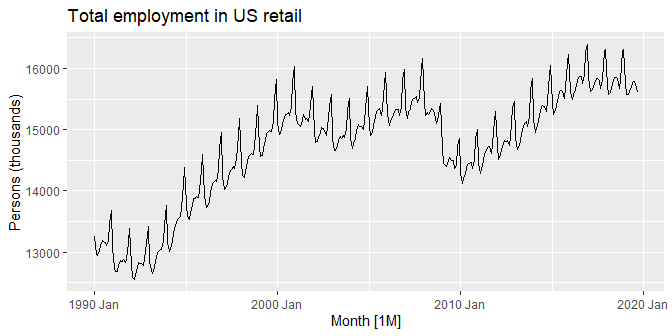 Total employment in US retail
Persons (thousands)
16000
15000
14000
13000
1990 Jan
2000 Jan
2010 Jan
2020 Jan
Month [1M]